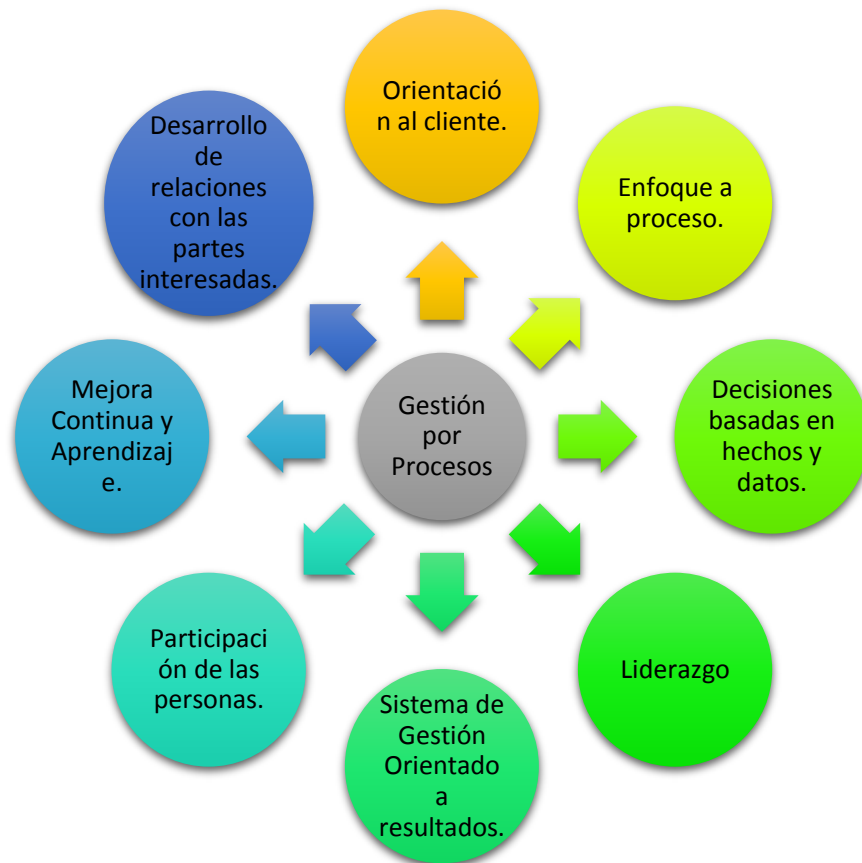 Orientació
n al cliente.
Enfoque a
proceso.
Decisiones
basadas en
hechos y
datos.
Liderazgo
Sistema de
Gestión
Orientado
a
resultados.
Participaci
ón de las
personas.
Mejora
Continua y
Aprendizaj
e.
Desarrollo
de
relaciones
con las
partes
interesadas.
Gestión
por
Procesos